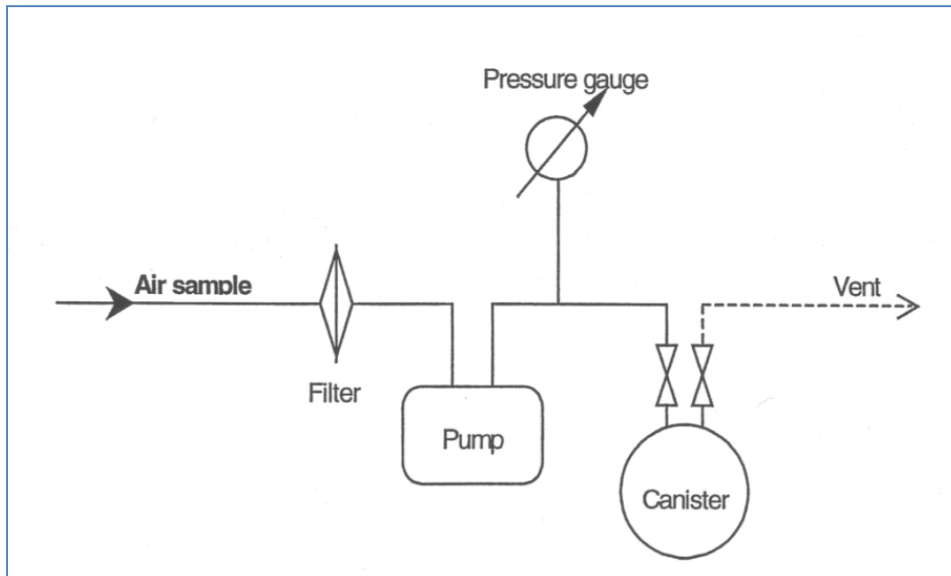 Pressure gauge
Air sample
Vent
Filter
Pump
Canister